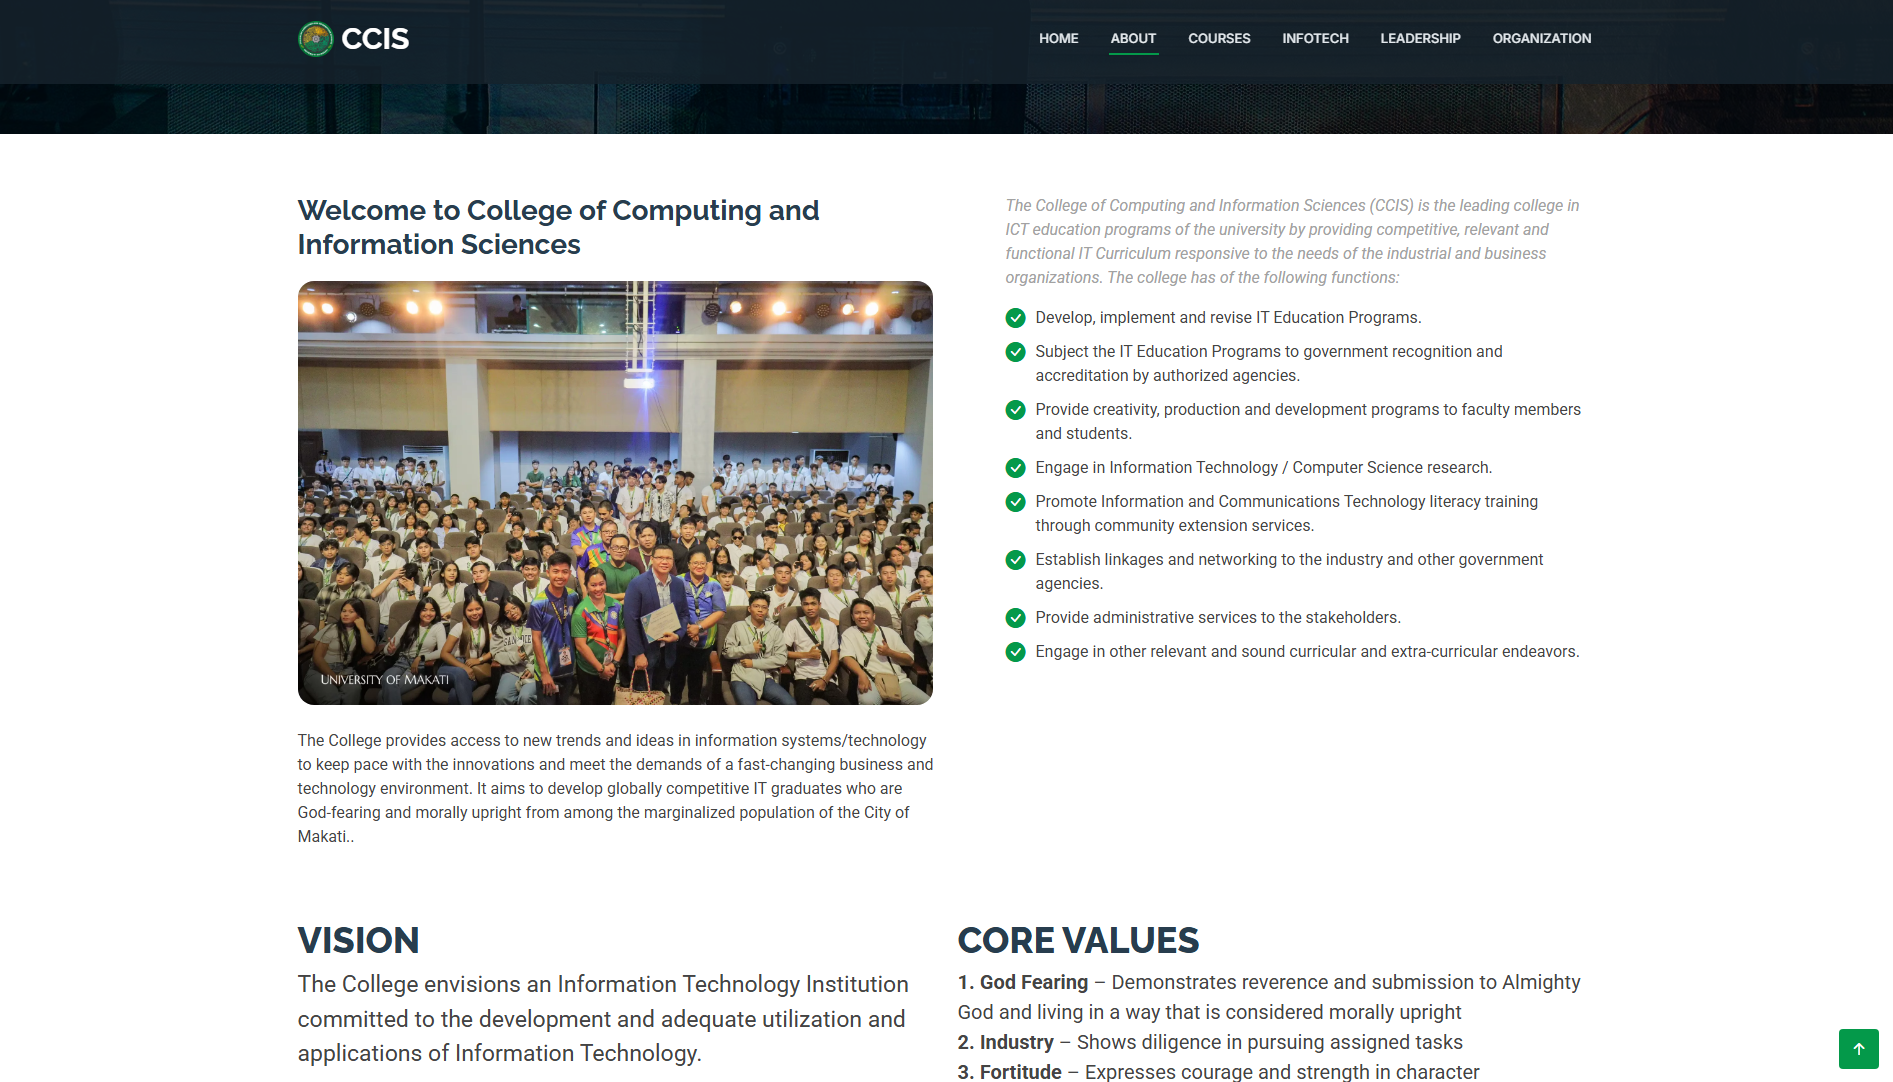 CCIS
HOME
ABOUT
COURSES
INFOTECH
LEADERSHIP
ORGANIZATION
Welcome to College of Computing and
Information Sciences
UNIVERSITY OF MAKATI
The College provides access to new trends and ideas in information systems/technology
to keep pace with the innovations and meet the demands of a fast-changing business and
technology environment. It aims to develop globally competitive IT graduates who are
God-fearing and morally upright from among the marginalized population of the City of
Makati..
The College of Computing and Information Sciences (CCIS) is the leading college in
ICT education programs of the university by providing competitive, relevant and
functional IT Curriculum responsive to the needs of the industrial and business
organizations. The college has of the following functions:
Develop, implement and revise IT Education Programs.
Subject the IT Education Programs to government recognition and
accreditation by authorized agencies.
Provide creativity, production and development programs to faculty members
and students.
Engage in Information Technology / Computer Science research.
Promote Information and Communications Technology literacy training
through community extension services.
Establish linkages and networking to the industry and other government
agencies.
Provide administrative services to the stakeholders.
Engage in other relevant and sound curricular and extra-curricular endeavors.
VISION
The College envisions an Information Technology Institution
committed to the development and adequate utilization and
applications of Information Technology.
CORE VALUES
1. God Fearing – Demonstrates reverence and submission to Almighty
God and living in a way that is considered morally upright
2. Industry – Shows diligence in pursuing assigned tasks
3. Fortitude – Expresses courage and strength in character